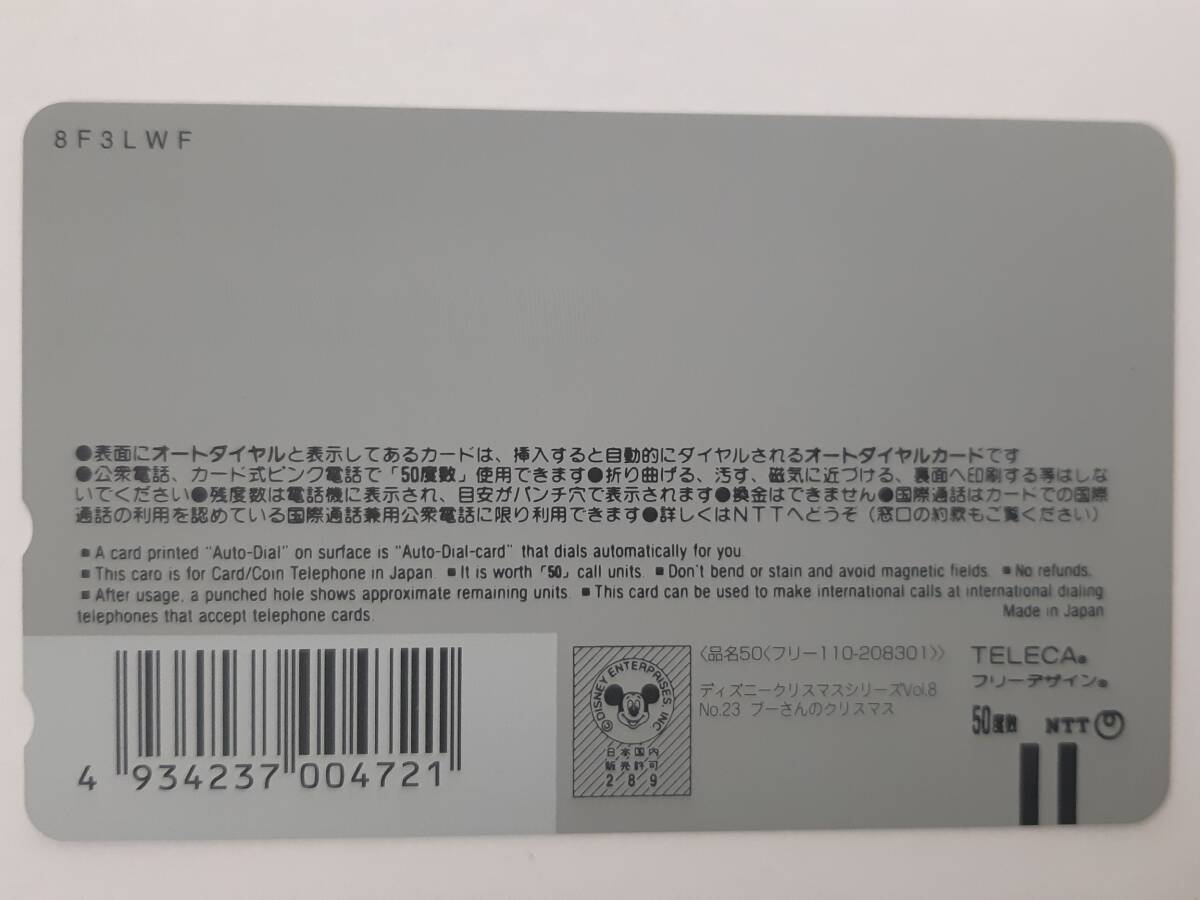 8F3LWF
●表面にオートダイヤルと表示してあるカードは、挿入すると自動的にダイヤルされるオートダイヤルカードです
●公衆電話、カード式ピンク電話で「50度数」使用できます●折り曲げる、汚す、磁気に近づける、裏面へ印刷する等はしな
いでください●残度数は電話機に表示され、目安がパンチ穴で表示されます●換金はできません●国際通話はカードでの国際
通話の利用を認めている国際通話兼用公衆電話に限り利用できます●詳しくはNTTへどうぞ（窓口の約款もご覧ください）
■ A card printed "Auto-Dial" on surface is "Auto-Dial-card" that dials automatically for you.
■ This card is for Card/Coin Telephone in Japan. ■ It is worth「50」call units. ■ Don't bend or stain and avoid magnetic fields. ■ No refunds.
■ After usage, a punched hole shows approximate remaining units. ■ This card can be used to make international calls at international dialing
telephones that accept telephone cards.
Made in Japan
4 934237 004721
©DISNEY ENTERPRISES, INC
日本国内
販売許可
289
〈品名50〈フリー110-208301〉〉
ディズニークリスマスシリーズVol.8
No.23 プーさんのクリスマス
TELECA®
フリーデザイン®
50度数 NTT